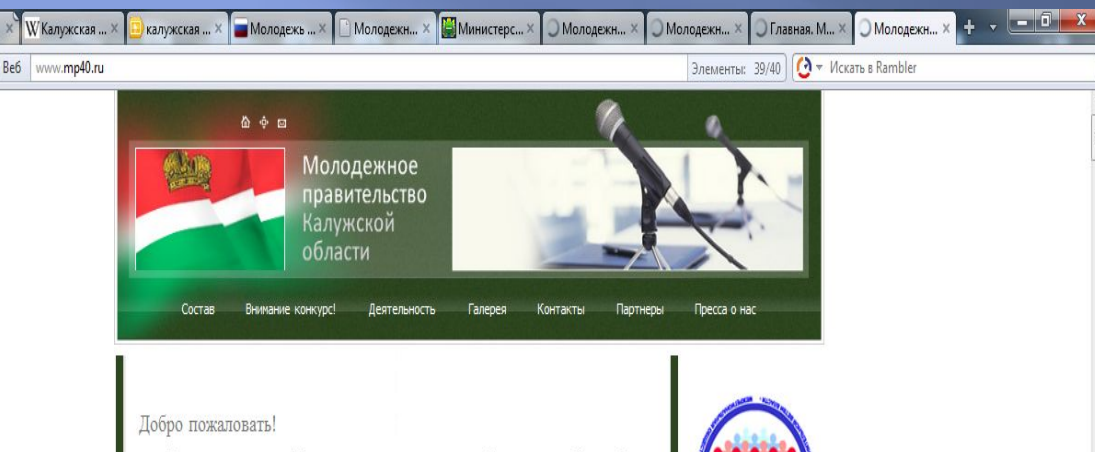 Калужская ...
калужская ...
Молодежь ...
Молодежн...
Министерс...
Молодежн...
Молодежн...
Главная. М...
Молодежн...
Веб
www.mp40.ru
Элементы: 39/40
Искать в Rambler
Молодежное
правительство
Калужской
области
Состав
Внимание конкурс!
Деятельность
Галерея
Контакты
Партнеры
Пресса о нас
Добро пожаловать!